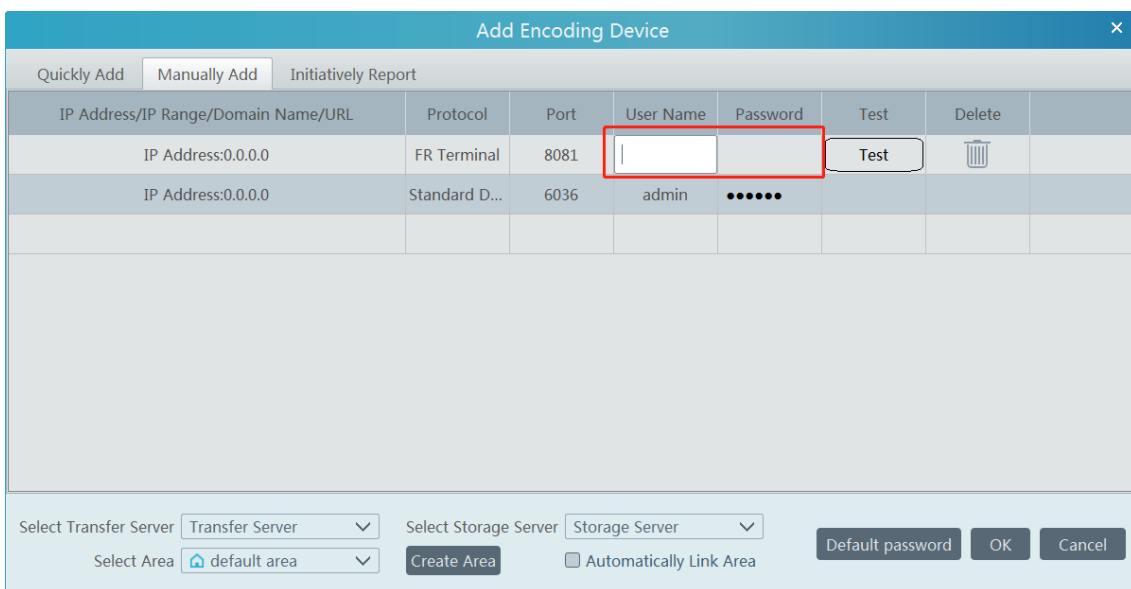 Add Encoding Device
Quickly Add Manually Add Initiatively Report
IP Address/IP Range/Domain Name/URL Protocol Port User Name Password Test Delete
IP Address:0.0.0.0 FR Terminal 8081 Test
IP Address:0.0.0.0 Standard D... 6036 admin ●●●●●●
Select Transfer Server Transfer Server Select Storage Server Storage Server
Default password OK Cancel
Select Area default area Create Area Automatically Link Area